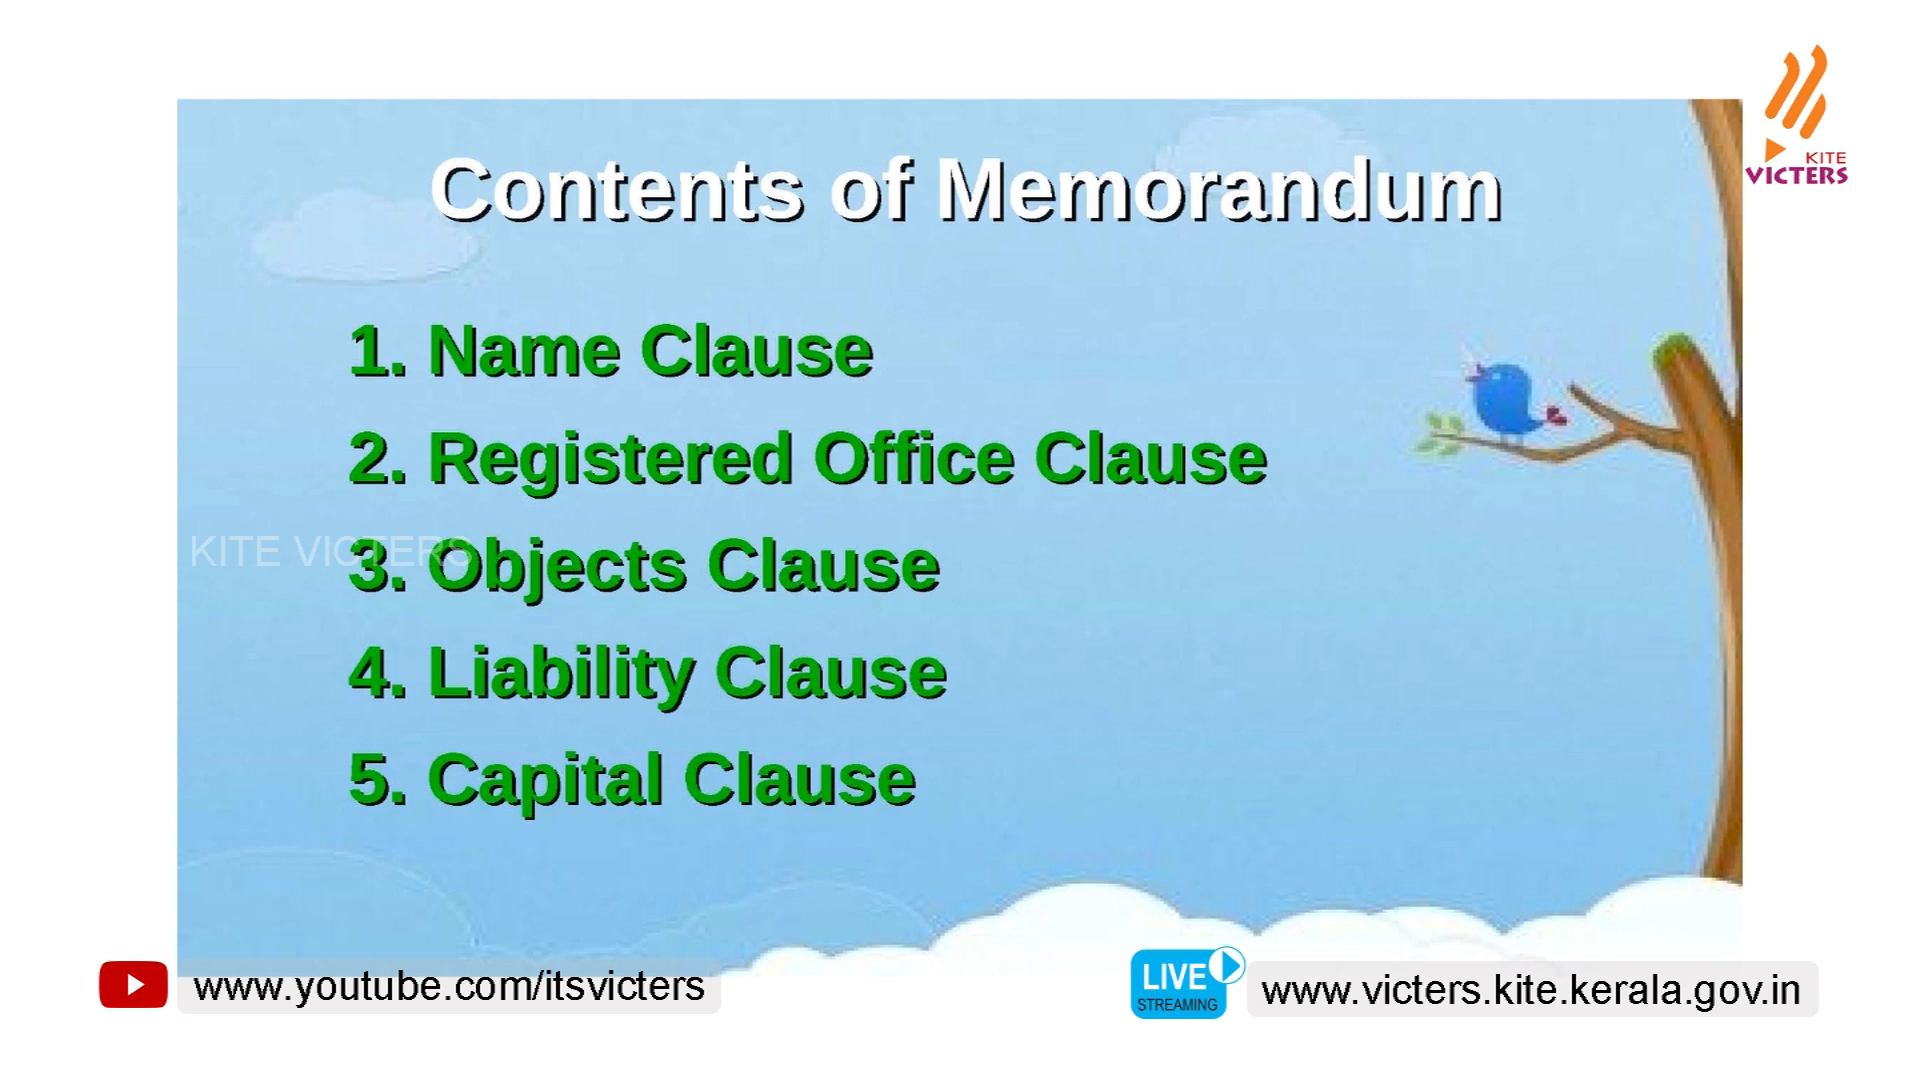 KITE
VICTERS
Contents of Memorandum
1. Name Clause
2. Registered Office Clause
KITE VICTERS
3. Objects Clause
4. Liability Clause
5. Capital Clause
www.youtube.com/itsvicters
LIVE
STREAMING
www.victers.kite.kerala.gov.in